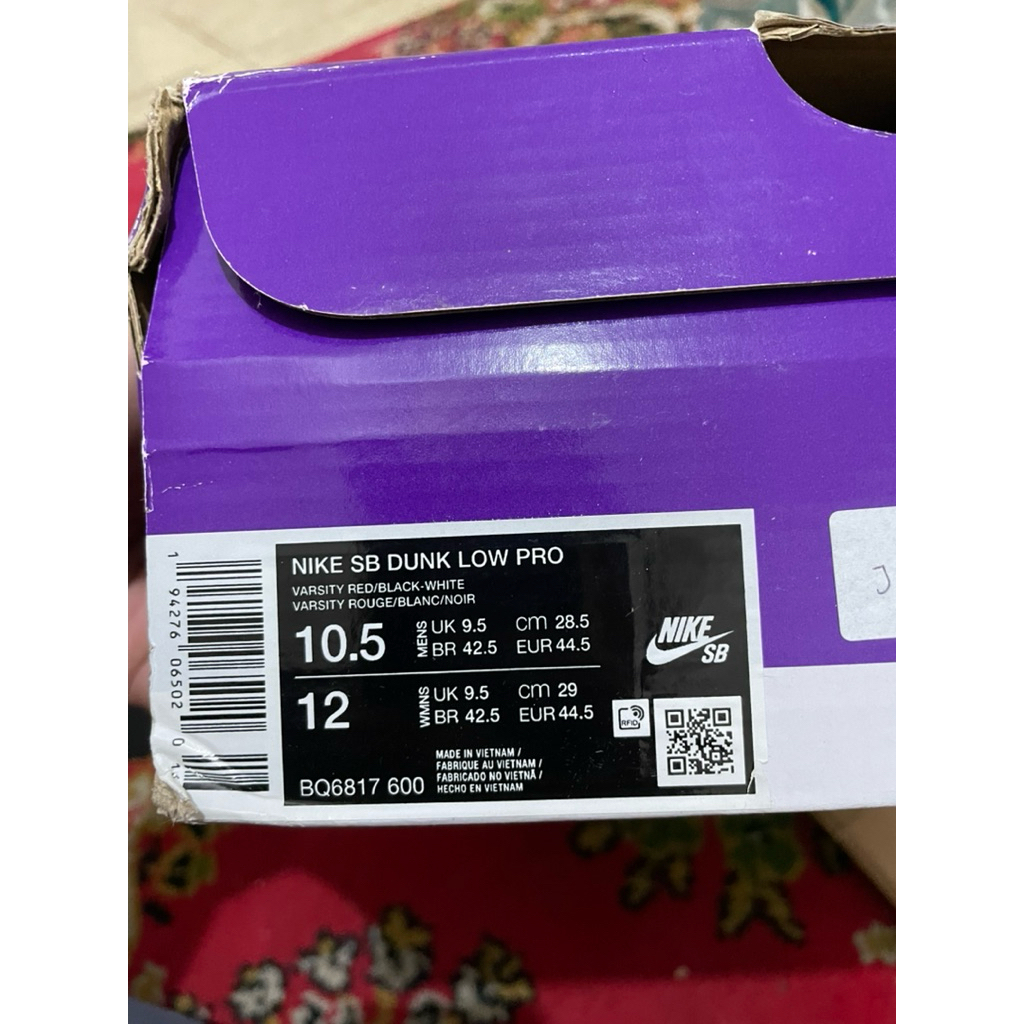 NIKE SB DUNK LOW PRO
VARSITY RED/BLACK-WHITE
VARSITY ROUGE/BLANC/NOIR
10.5 MENS UK 9.5 cm 28.5
BR 42.5 EUR 44.5
12 WMNS UK 9.5 cm 29
BR 42.5 EUR 44.5
NIKE
SB
RFID
MADE IN VIETNAM /
FABRIQUE AU VIETNAM /
FABRICADO NO VIETNÃ /
HECHO EN VIETNAM
BQ6817 600
1 94276 06502 0
J